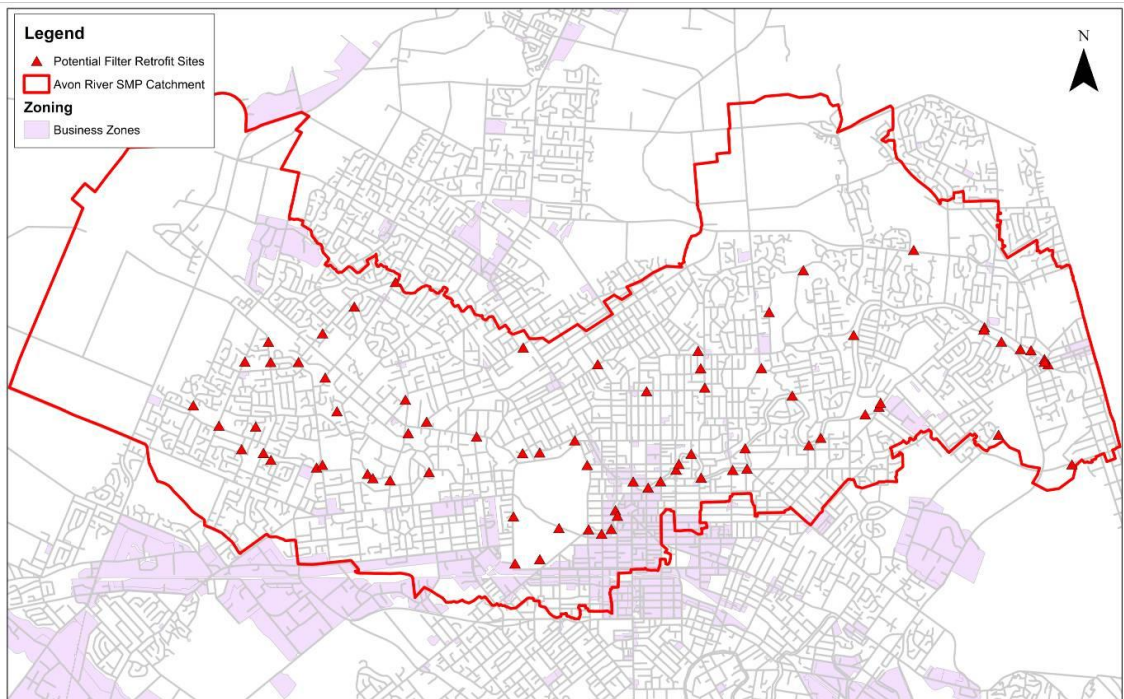 Legend
Potential Filter Retrofit Sites
Avon River SMP Catchment
Zoning
Business Zones
N